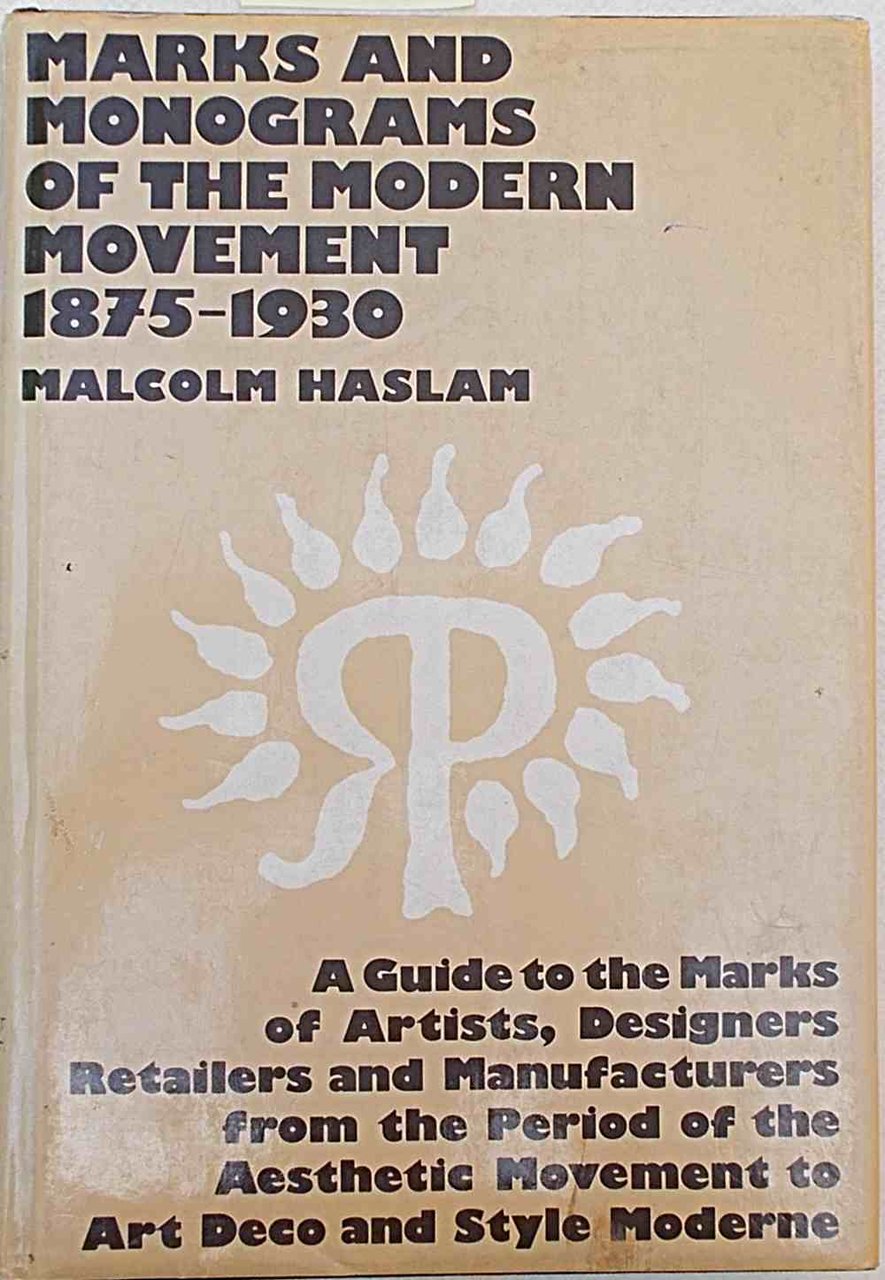 MARKS AND
MONOGRAMS
OF THE MODERN
MOVEMENT
1875-1930
MALCOLM HASLAM
RP
A Guide to the Marks
of Artists, Designers
Retailers and Manufacturers
from the Period of the
Aesthetic Movement to
Art Deco and Style Moderne